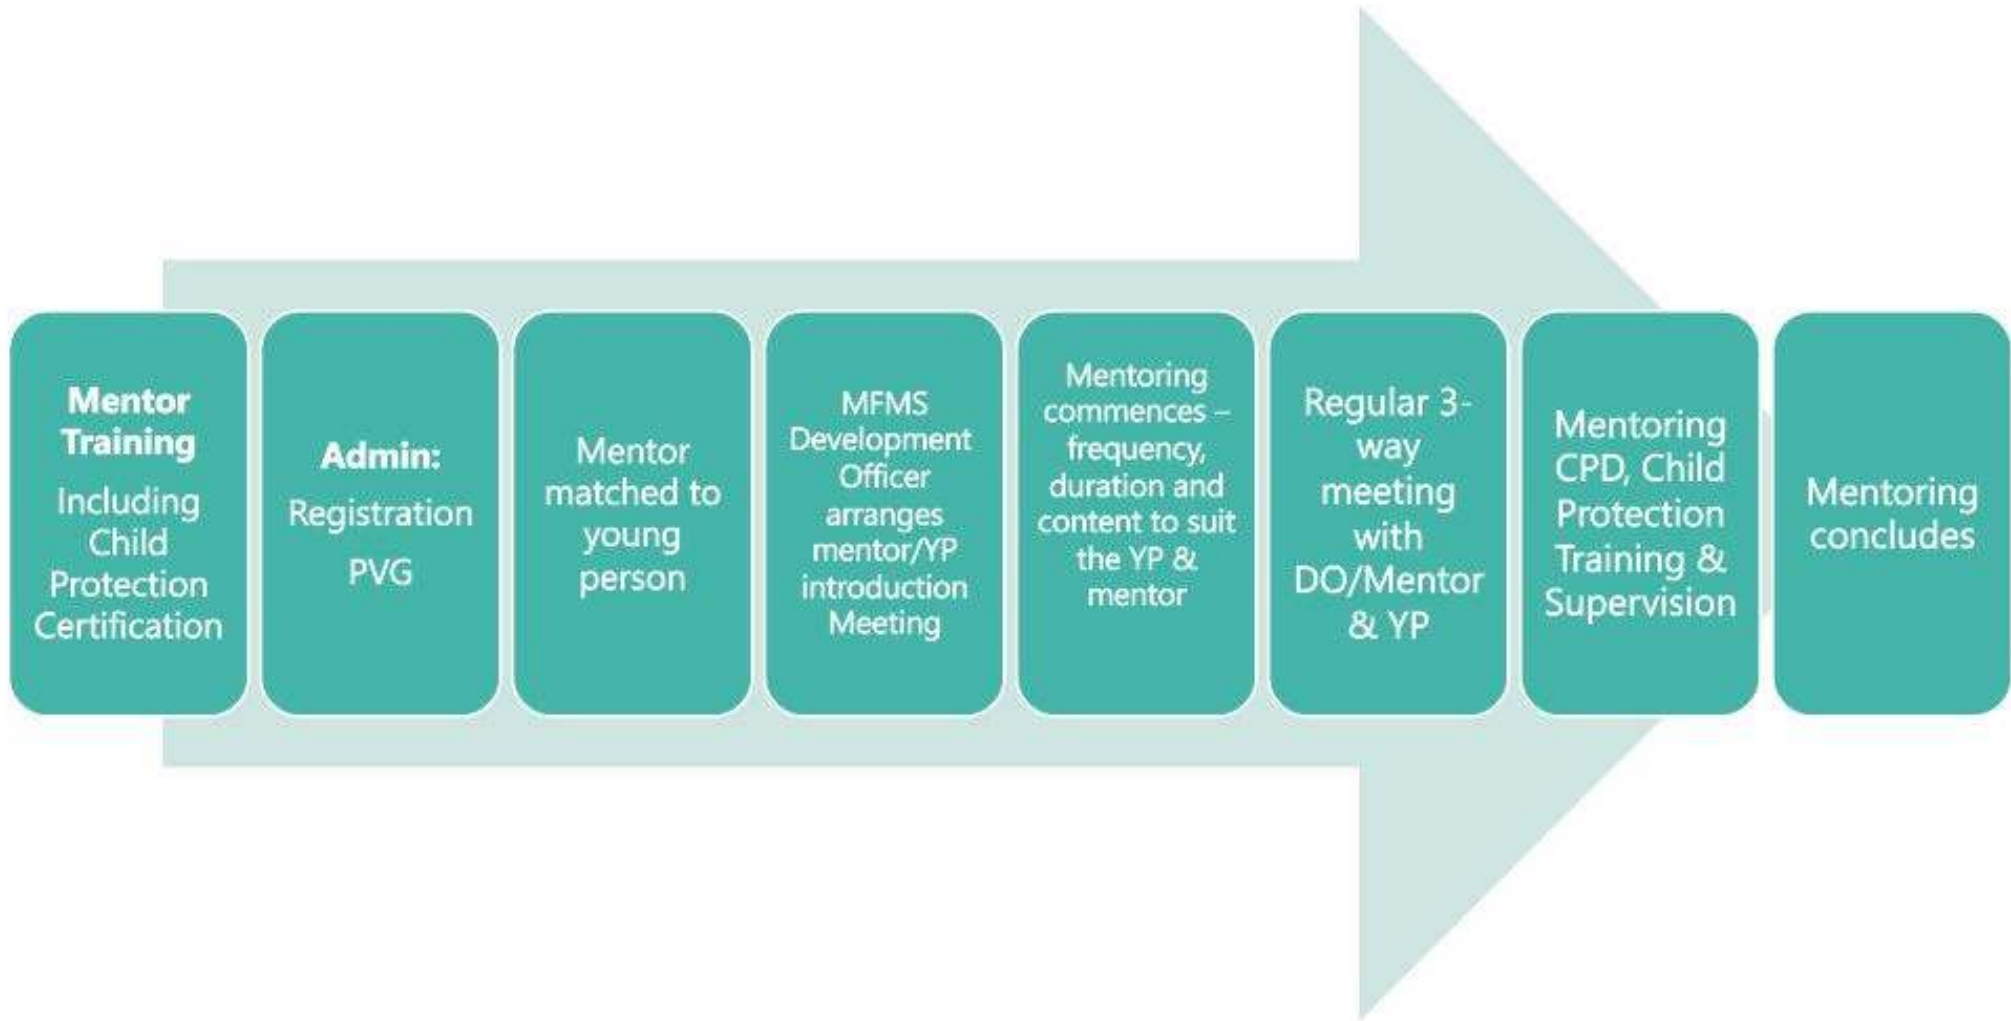 Mentor
Training
Including
Child
Protection
Certification
Admin:
Registration
PVG
Mentor
matched to
young
person
MFMS
Development
Officer
arranges
mentor/YP
introduction
Meeting
Mentoring
commences –
frequency,
duration and
content to suit
the YP &
mentor
Regular 3-
way
meeting
with
DO/Mentor
& YP
Mentoring
CPD, Child
Protection
Training &
Supervision
Mentoring
concludes